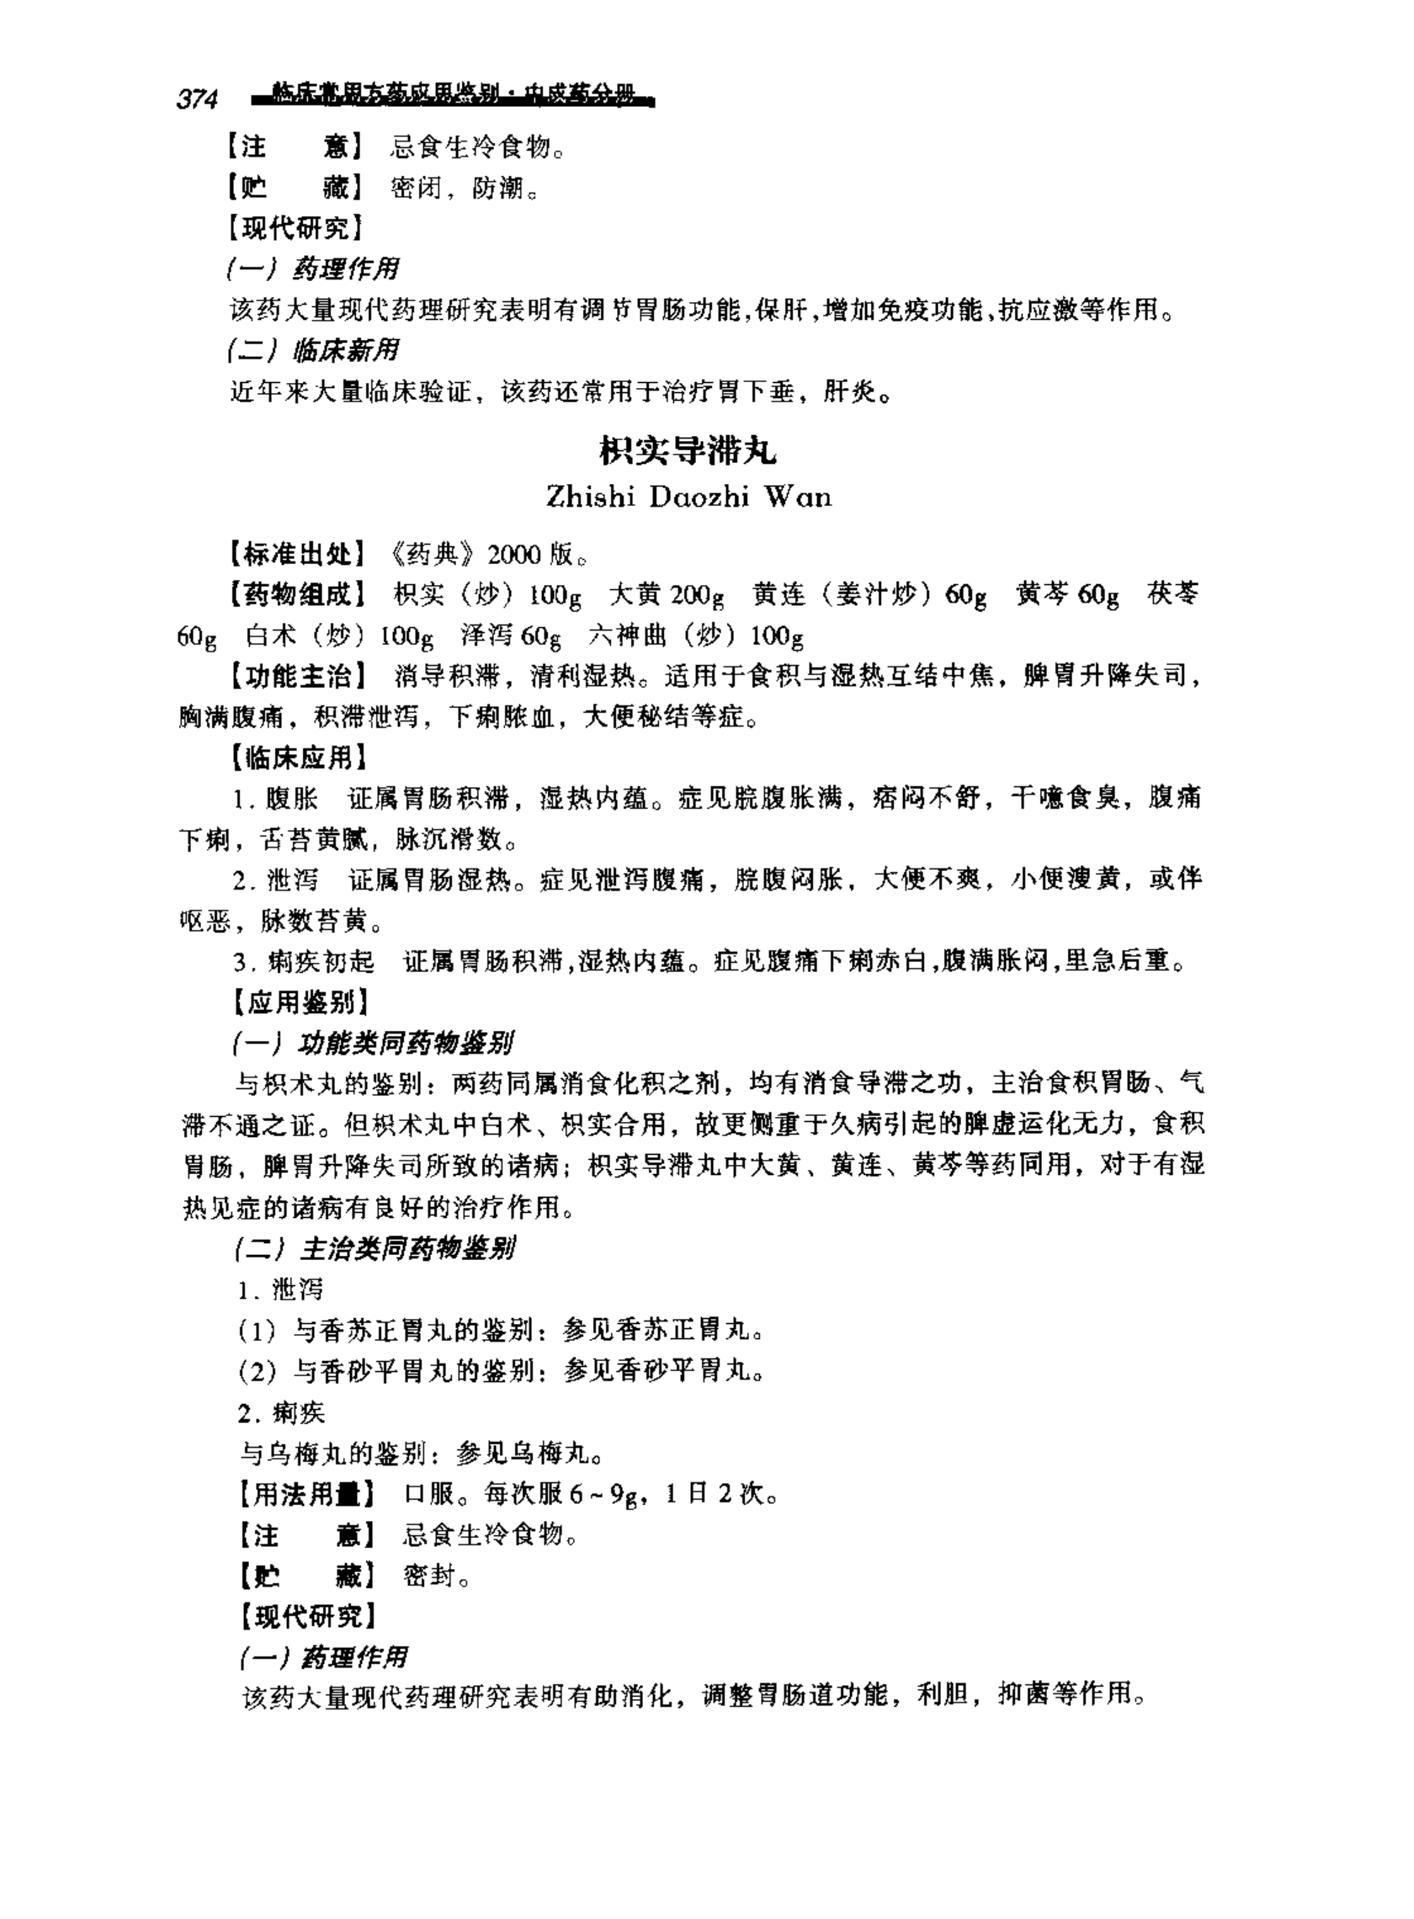 374 临床常用方药应用鉴别·中成药分册
【注　　意】 忌食生冷食物。
【贮　　藏】 密闭，防潮。
【现代研究】
(一) 药理作用
该药大量现代药理研究表明有调节胃肠功能,保肝,增加免疫功能、抗应激等作用。
(二) 临床新用
近年来大量临床验证，该药还常用于治疗胃下垂，肝炎。
枳实导滞丸
Zhishi Daozhi Wan
【标准出处】《药典》2000 版。
【药物组成】 枳实（炒）100g　大黄 200g　黄连（姜汁炒）60g　黄芩 60g　茯苓
60g　白术（炒）100g　泽泻 60g　六神曲（炒）100g
【功能主治】 消导积滞，清利湿热。适用于食积与湿热互结中焦，脾胃升降失司，
胸满腹痛，积滞泄泻，下痢脓血，大便秘结等症。
【临床应用】
1. 腹胀　证属胃肠积滞，湿热内蕴。症见脘腹胀满，痞闷不舒，干噫食臭，腹痛
下痢，舌苔黄腻，脉沉滑数。
2. 泄泻　证属胃肠湿热。症见泄泻腹痛，脘腹闷胀，大便不爽，小便溲黄，或伴
呕恶，脉数苔黄。
3. 痢疾初起　证属胃肠积滞,湿热内蕴。症见腹痛下痢赤白,腹满胀闷,里急后重。
【应用鉴别】
(一) 功能类同药物鉴别
与枳术丸的鉴别：两药同属消食化积之剂，均有消食导滞之功，主治食积胃肠、气
滞不通之证。但枳术丸中白术、枳实合用，故更侧重于久病引起的脾虚运化无力，食积
胃肠，脾胃升降失司所致的诸病；枳实导滞丸中大黄、黄连、黄芩等药同用，对于有湿
热见症的诸病有良好的治疗作用。
(二) 主治类同药物鉴别
1. 泄泻
(1) 与香苏正胃丸的鉴别：参见香苏正胃丸。
(2) 与香砂平胃丸的鉴别：参见香砂平胃丸。
2. 痢疾
与乌梅丸的鉴别：参见乌梅丸。
【用法用量】 口服。每次服 6～9g，1 日 2 次。
【注　　意】 忌食生冷食物。
【贮　　藏】 密封。
【现代研究】
(一) 药理作用
该药大量现代药理研究表明有助消化，调整胃肠道功能，利胆，抑菌等作用。